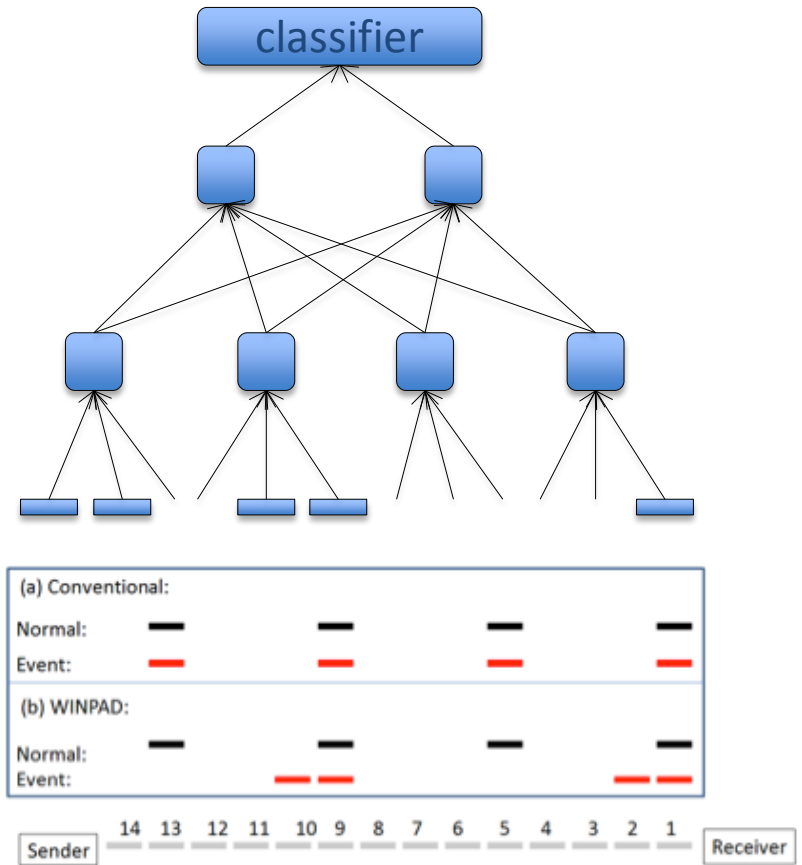 classifier
(a) Conventional:
Normal:
Event:
(b) WINPAD:
Normal:
Event:
Sender 14 13 12 11 10 9 8 7 6 5 4 3 2 1 Receiver